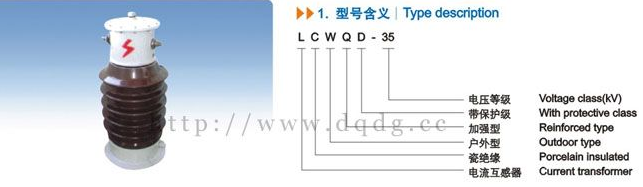 1. 型号含义 | Type description
L C W Q D - 35
电压等级 Voltage class(kV)
带保护级 With protective class
加强型 Reinforced type
户外型 Outdoor type
瓷绝缘 Porcelain insulated
电流互感器 Current transformer
http://www.dqdg.cc